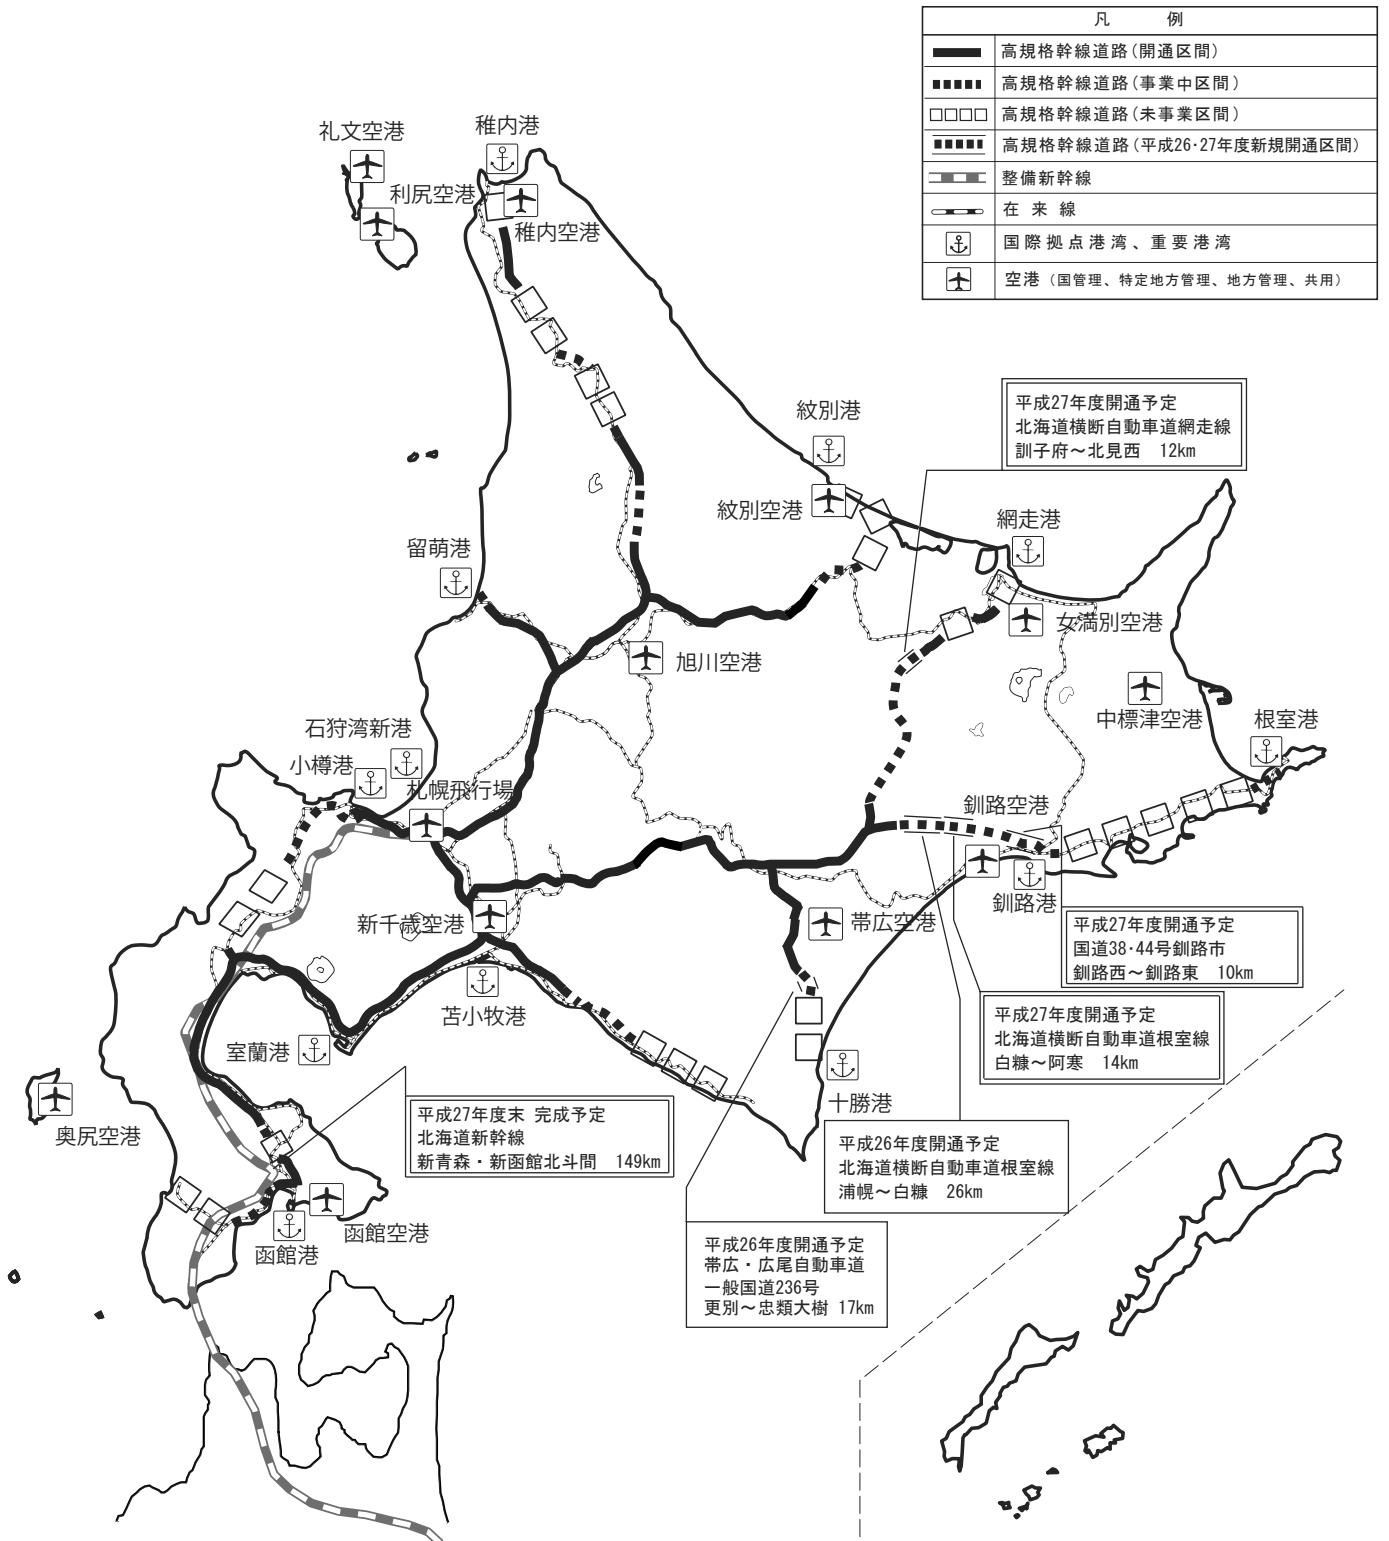 凡 例
高規格幹線道路(開通区間)
高規格幹線道路(事業中区間)
高規格幹線道路(未事業区間)
高規格幹線道路(平成26・27年度新規開通区間)
整備新幹線
在来線
国際拠点港湾、重要港湾
空港(国管理、特定地方管理、地方管理、共用)
礼文空港
稚内港
利尻空港
稚内空港
平成27年度開通予定
北海道横断自動車道網走線
訓子府～北見西 12km
紋別港
紋別空港
網走港
留萌港
女満別空港
旭川空港
中標津空港
根室港
石狩湾新港
小樽港
札幌飛行場
釧路空港
釧路港
新千歳空港
帯広空港
平成27年度開通予定
国道38・44号釧路市
釧路西～釧路東 10km
苫小牧港
平成27年度開通予定
北海道横断自動車道根室線
白糠～阿寒 14km
室蘭港
十勝港
奥尻空港
平成27年度末 完成予定
北海道新幹線
新青森・新函館北斗間 149km
平成26年度開通予定
北海道横断自動車道根室線
浦幌～白糠 26km
函館空港
函館港
平成26年度開通予定
帯広・広尾自動車道
一般国道236号
更別～忠類大樹 17km